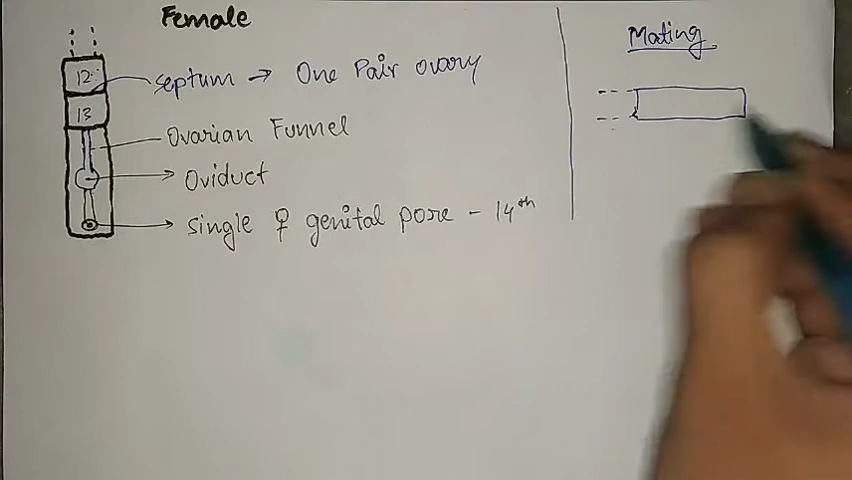 Female
12
septum → One Pair ovary
13
Ovarian Funnel
Oviduct
single ♀ genital pore - 14th
Mating